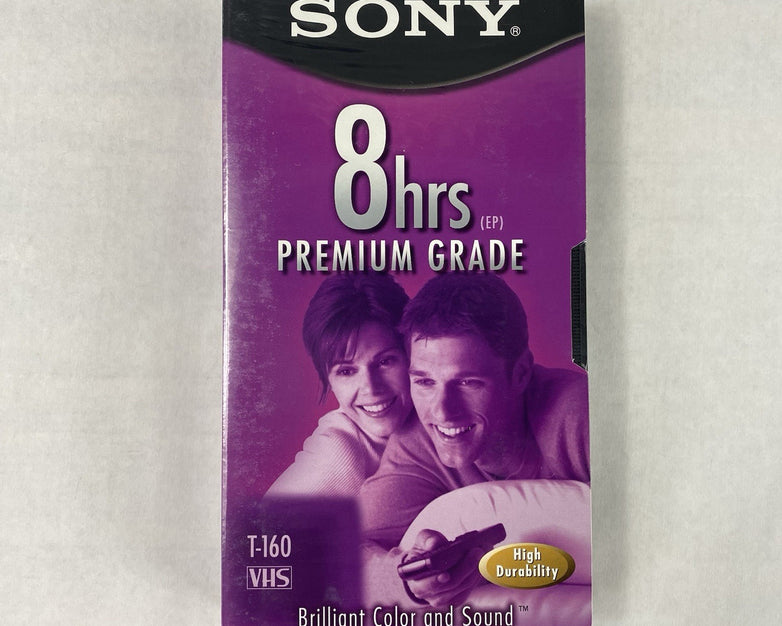 SONY®
8hrs (EP)
PREMIUM GRADE
T-160
VHS
High
Durability
Brilliant Color and Sound™